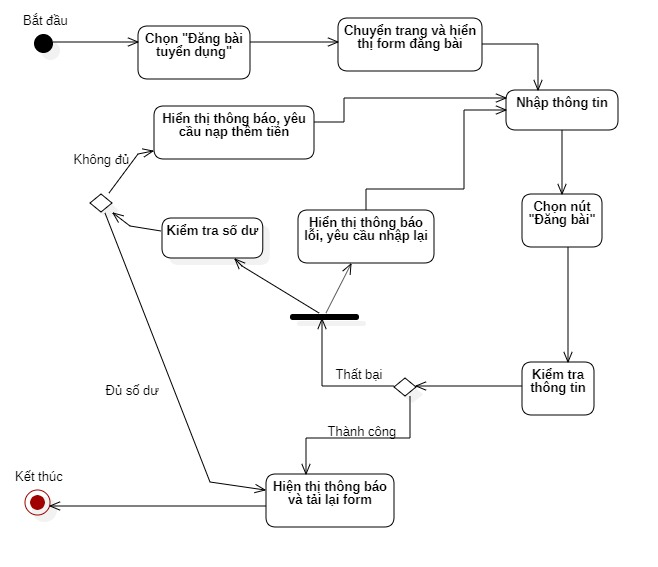 Bắt đầu
Chọn "Đăng bài
tuyển dụng"
Chuyển trang và hiển
thị form đăng bài
Nhập thông tin
Hiển thị thông báo, yêu
cầu nạp thêm tiền
Không đủ
Kiểm tra số dư
Hiển thị thông báo
lỗi, yêu cầu nhập lại
Chọn nút
"Đăng bài"
Thất bại
Kiểm tra
thông tin
Đủ số dư
Thành công
Kết thúc
Hiện thị thông báo
và tải lại form